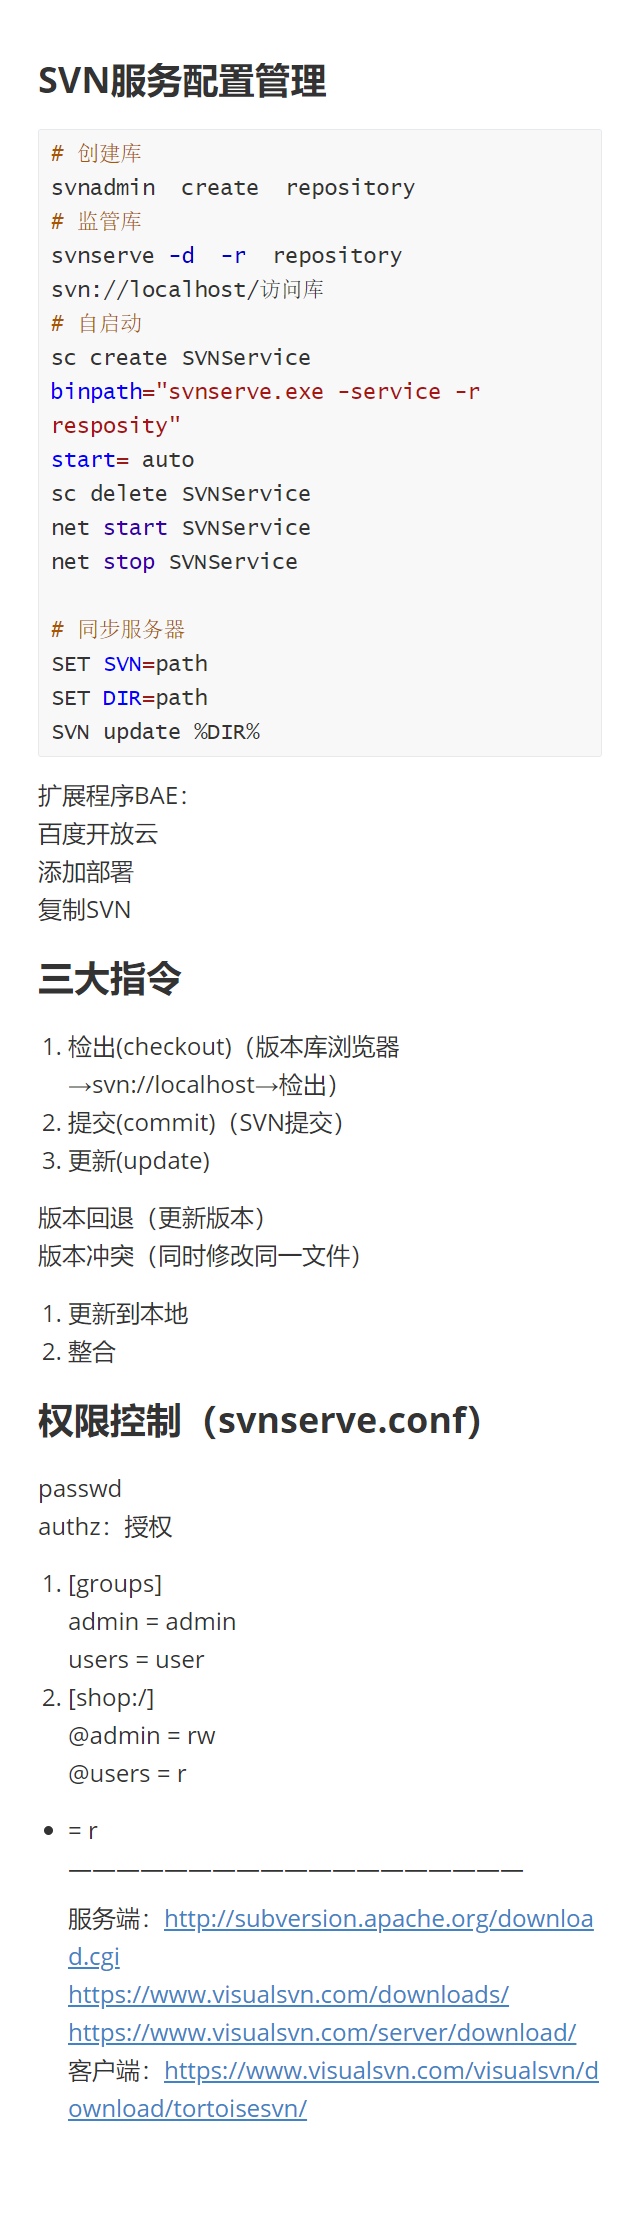 SVN服务配置管理
# 创建库
svnadmin  create  repository
# 监管库
svnserve -d  -r  repository
svn://localhost/访问库
# 自启动
sc create SVNService
binpath="svnserve.exe -service -r
resposity"
start= auto
sc delete SVNService
net start SVNService
net stop SVNService
# 同步服务器
SET SVN=path
SET DIR=path
SVN update %DIR%
扩展程序BAE：
百度开放云
添加部署
复制SVN
三大指令
1. 检出(checkout)（版本库浏览器
→svn://localhost→检出）
2. 提交(commit)（SVN提交）
3. 更新(update)
版本回退（更新版本）
版本冲突（同时修改同一文件）
1. 更新到本地
2. 整合
权限控制（svnserve.conf）
passwd
authz：授权
1. [groups]
admin = admin
users = user
2. [shop:/]
@admin = rw
@users = r
• = r
———————————————————
服务端：http://subversion.apache.org/downloa
d.cgi
https://www.visualsvn.com/downloads/
https://www.visualsvn.com/server/download/
客户端：https://www.visualsvn.com/visualsvn/d
ownload/tortoisesvn/